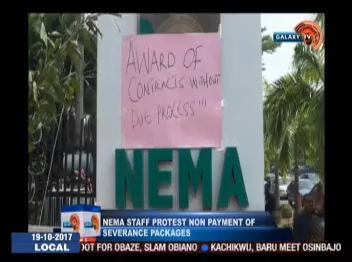 GALAXY TV
AWARD OF
CONTRACTS WITHOUT
DUE PROCESS!!!
NEMA
NEMA STAFF PROTEST NON PAYMENT OF
SEVERANCE PACKAGES
19-10-2017
LOCAL
OOT FOR OBAZE, SLAM OBIANO KACHIKWU, BARU MEET OSINBAJO